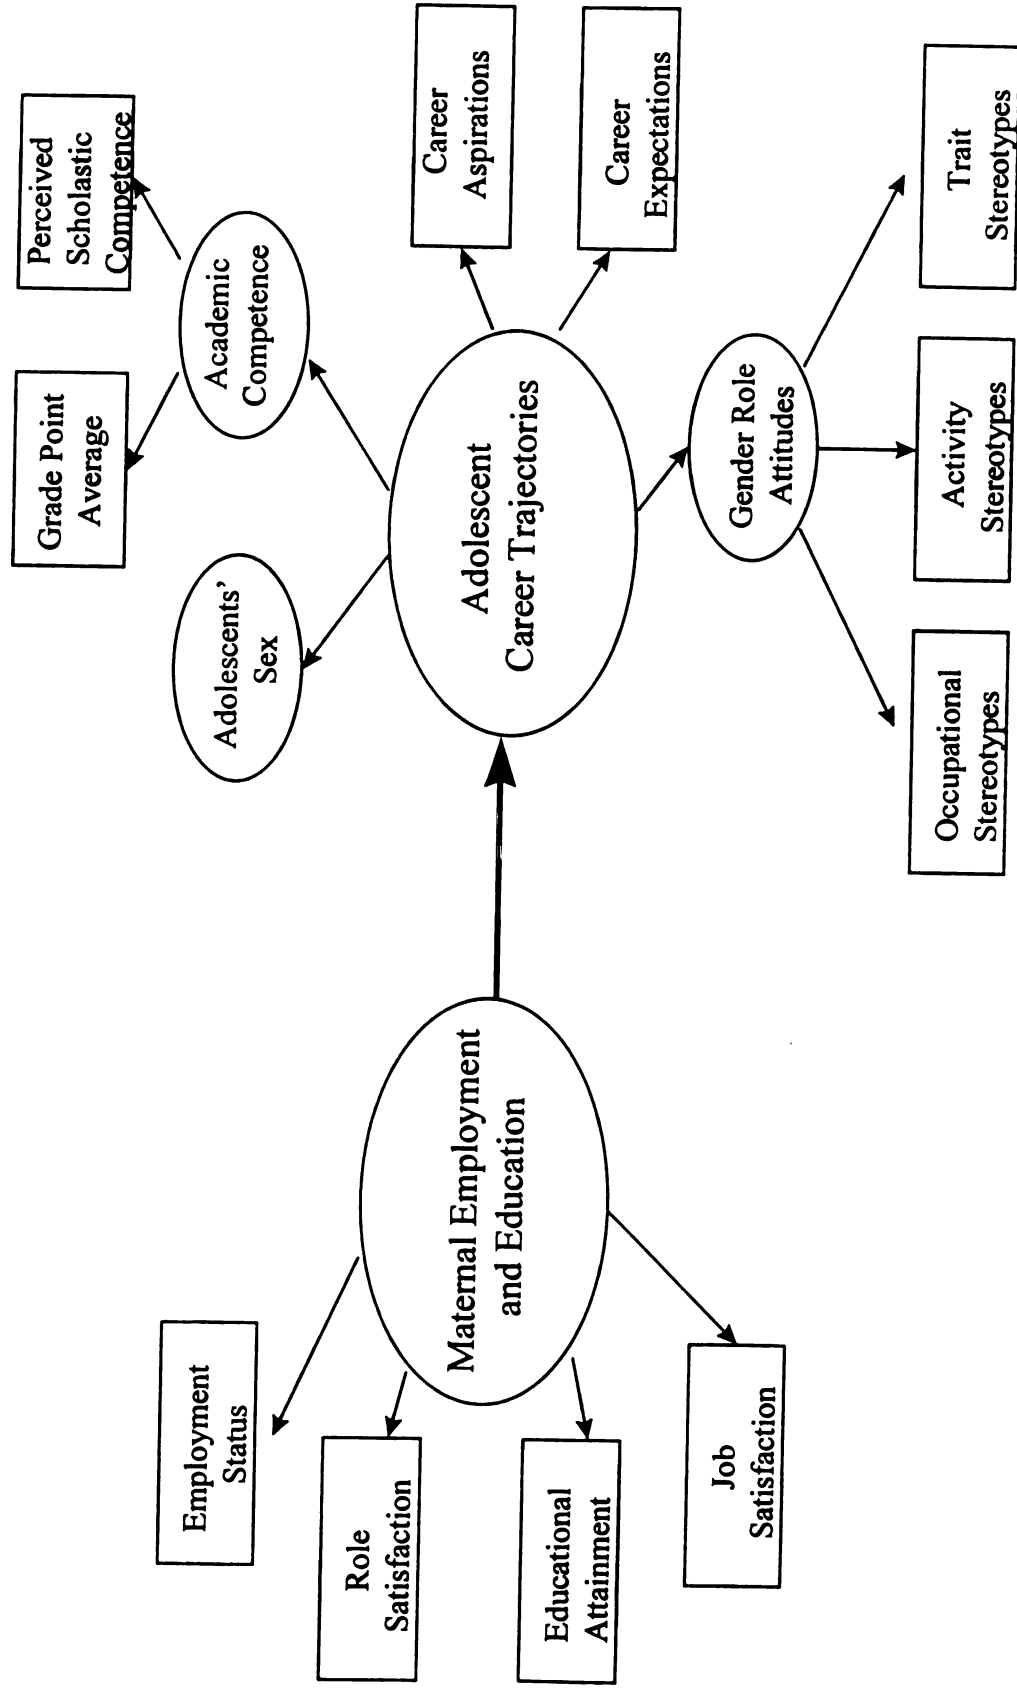 Employment
Status
Role
Satisfaction
Educational
Attainment
Job
Satisfaction
Maternal Employment
and Education
Adolescents’
Sex
Grade Point
Average
Perceived
Scholastic
Competence
Academic
Competence
Adolescent
Career Trajectories
Career
Aspirations
Career
Expectations
Gender Role
Attitudes
Occupational
Stereotypes
Activity
Stereotypes
Trait
Stereotypes